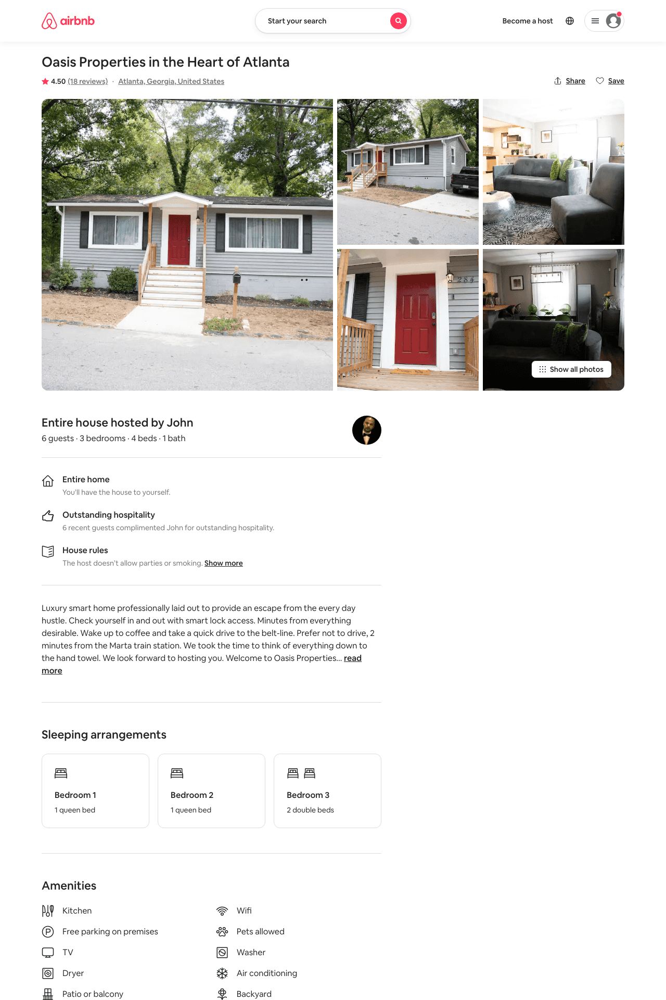 airbnb
Start your search
Become a host
Oasis Properties in the Heart of Atlanta
4.50 (18 reviews) · Atlanta, Georgia, United States
Share
Save
284
Show all photos
Entire house hosted by John
6 guests · 3 bedrooms · 4 beds · 1 bath
Entire home
You’ll have the house to yourself.
Outstanding hospitality
6 recent guests complimented John for outstanding hospitality.
House rules
The host doesn’t allow parties or smoking. Show more
Luxury smart home professionally laid out to provide an escape from the every day
hustle. Check yourself in and out with smart lock access. Minutes from everything
desirable. Wake up to coffee and take a quick drive to the belt-line. Prefer not to drive, 2
minutes from the Marta train station. We took the time to think of everything down to
the hand towel. We look forward to hosting you. Welcome to Oasis Properties... read
more
Sleeping arrangements
Bedroom 1
1 queen bed
Bedroom 2
1 queen bed
Bedroom 3
2 double beds
Amenities
Kitchen
Wifi
Free parking on premises
Pets allowed
TV
Washer
Dryer
Air conditioning
Patio or balcony
Backyard